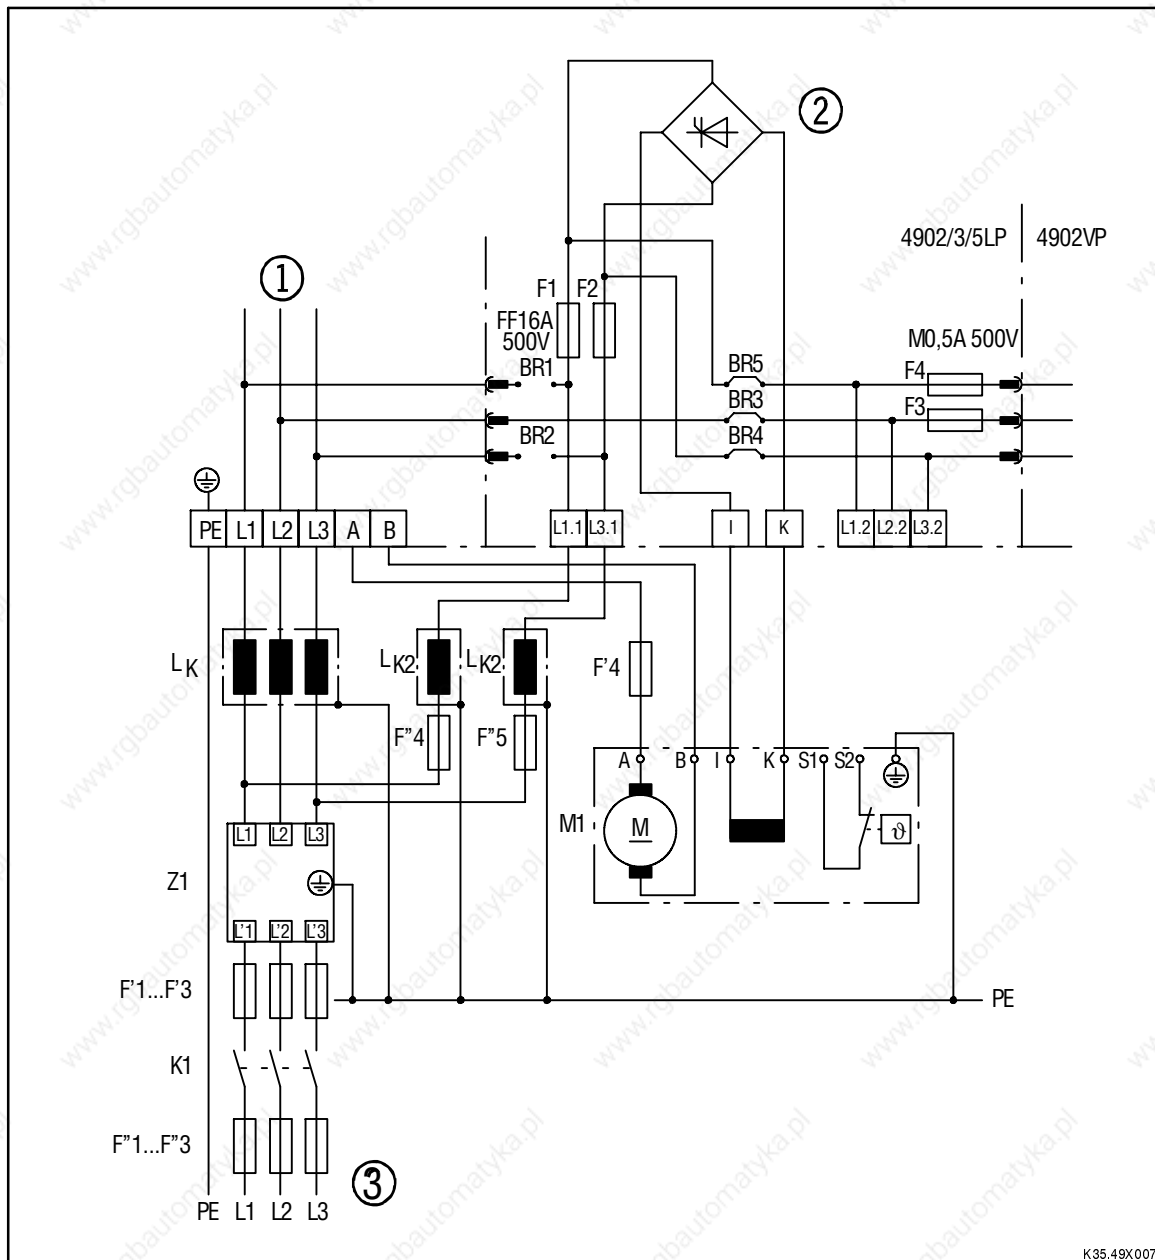 ②
4902/3/5LP 4902VP
①
F1 F2
FF16A
500V
M0,5A 500V
BR1 BR5 F4
BR3 F3
BR2 BR4
PE L1 L2 L3 A B L1.1 L3.1 I K L1.2 L2.2 L3.2
LK LK2 LK2 F'4
F"4 F"5
A B I K S1 S2
M1 M ϑ
L1 L2 L3
Z1
L'1 L'2 L'3
F'1...F'3 PE
K1
F"1...F"3
③
PE L1 L2 L3
K35.49X007
www.rgbautomatyka.pl